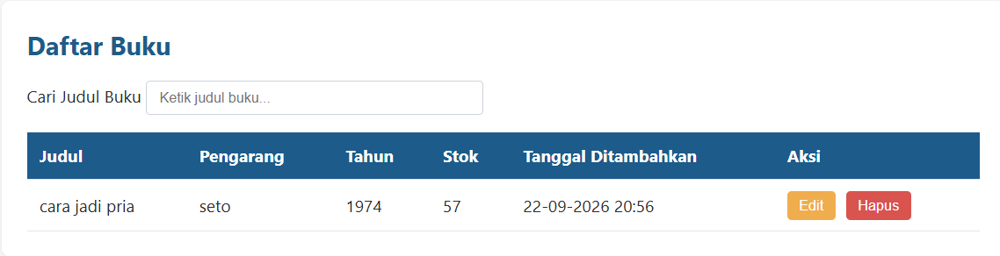 Daftar Buku
Cari Judul Buku Ketik judul buku...
Judul Pengarang Tahun Stok Tanggal Ditambahkan Aksi
cara jadi pria seto 1974 57 22-09-2026 20:56 Edit Hapus